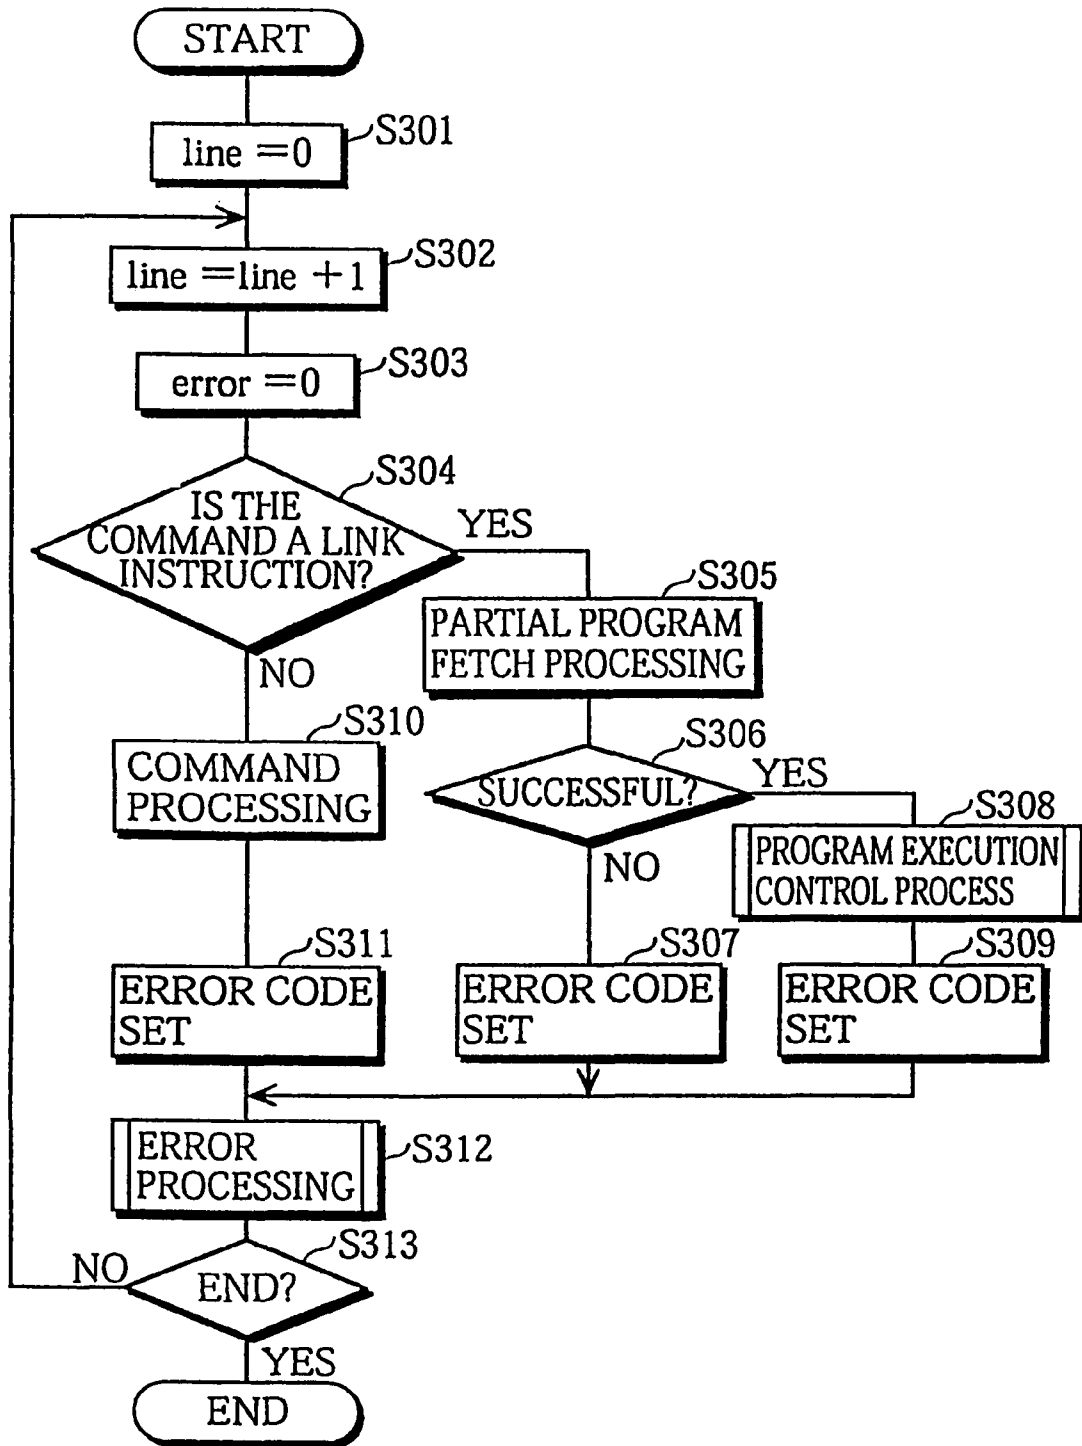 START
S301
line =0
S302
line =line +1
S303
error =0
S304
IS THE
COMMAND A LINK
INSTRUCTION?
YES
NO
S305
PARTIAL PROGRAM
FETCH PROCESSING
S310
COMMAND
PROCESSING
S306
SUCCESSFUL?
YES
NO
S308
PROGRAM EXECUTION
CONTROL PROCESS
S311
ERROR CODE
SET
S307
ERROR CODE
SET
S309
ERROR CODE
SET
S312
ERROR
PROCESSING
S313
END?
NO
YES
END